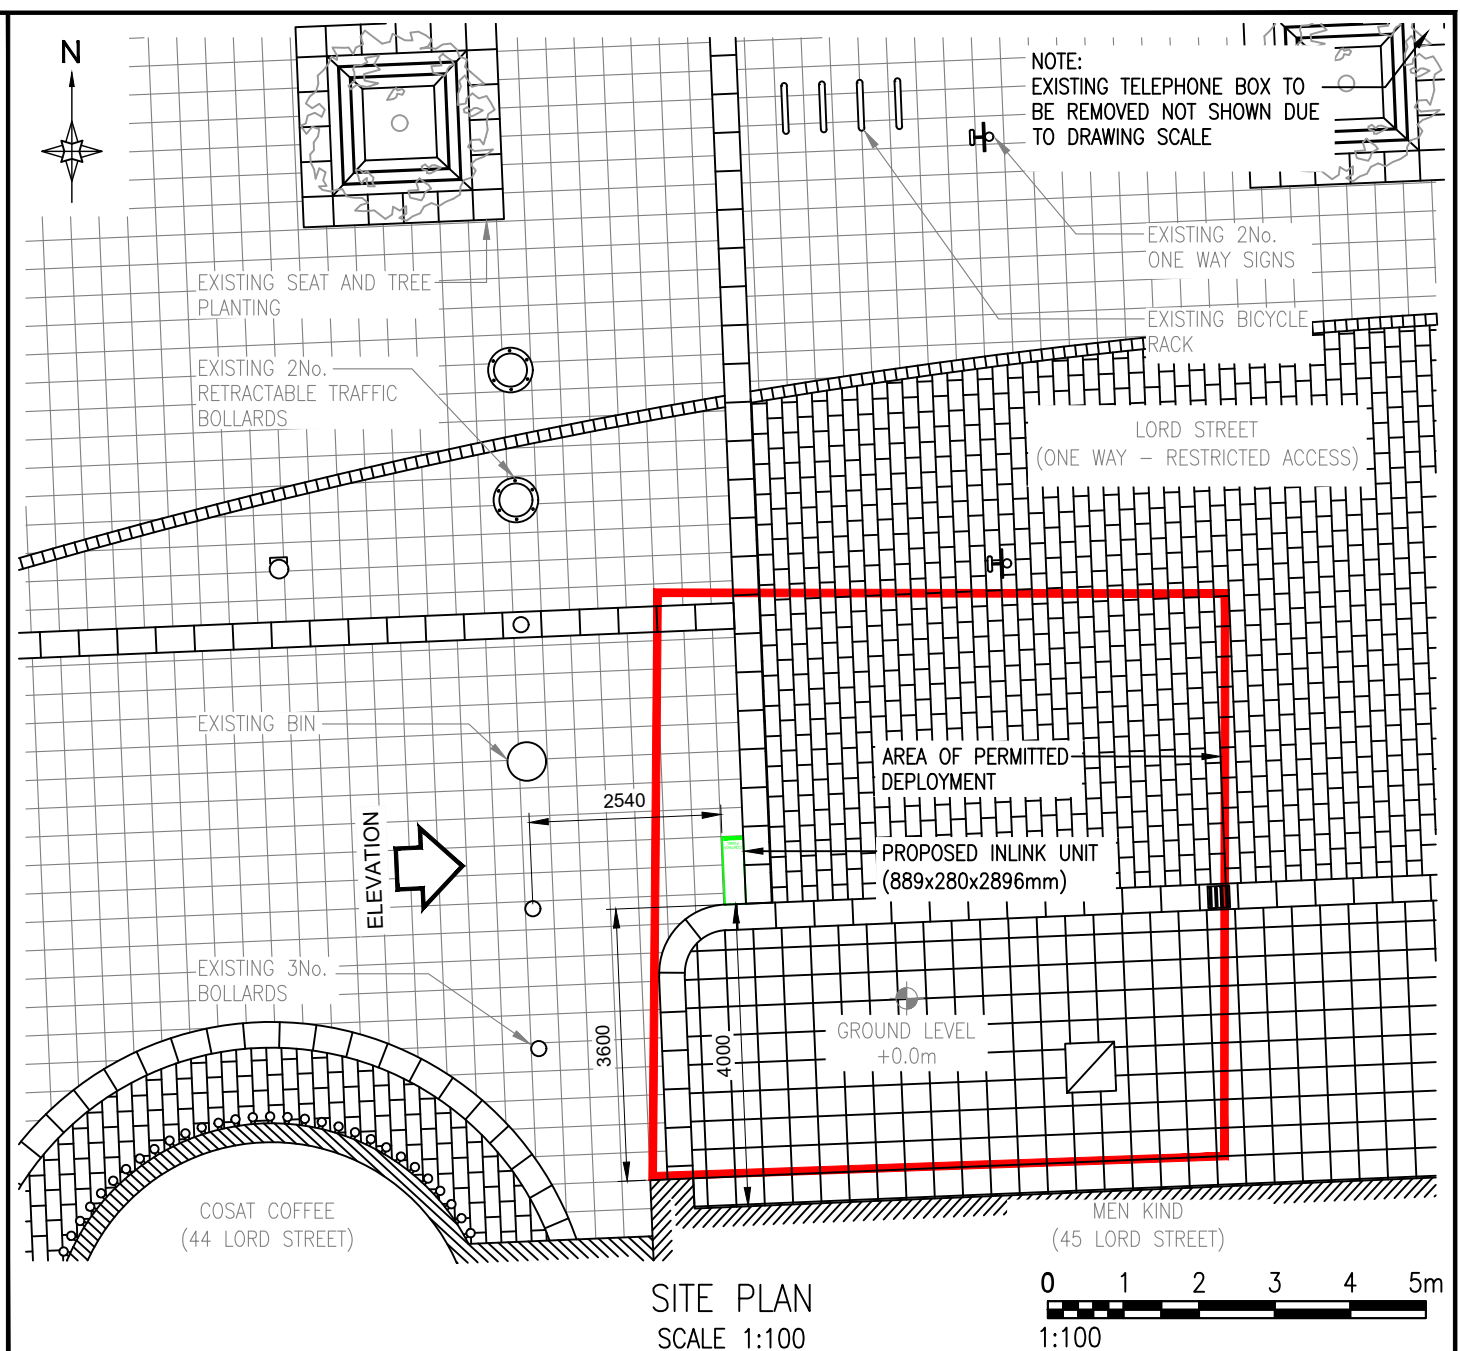 N
NOTE:
EXISTING TELEPHONE BOX TO
BE REMOVED NOT SHOWN DUE
TO DRAWING SCALE
EXISTING 2No.
ONE WAY SIGNS
EXISTING SEAT AND TREE
PLANTING
EXISTING BICYCLE
RACK
EXISTING 2No.
RETRACTABLE TRAFFIC
BOLLARDS
LORD STREET
(ONE WAY – RESTRICTED ACCESS)
EXISTING BIN
AREA OF PERMITTED
DEPLOYMENT
2540
ELEVATION
PROPOSED INLINK UNIT
(889x280x2896mm)
EXISTING 3No.
BOLLARDS
3600
4000
GROUND LEVEL
+0.0m
COSAT COFFEE
(44 LORD STREET)
MEN KIND
(45 LORD STREET)
SITE PLAN
SCALE 1:100
0 1 2 3 4 5m
1:100